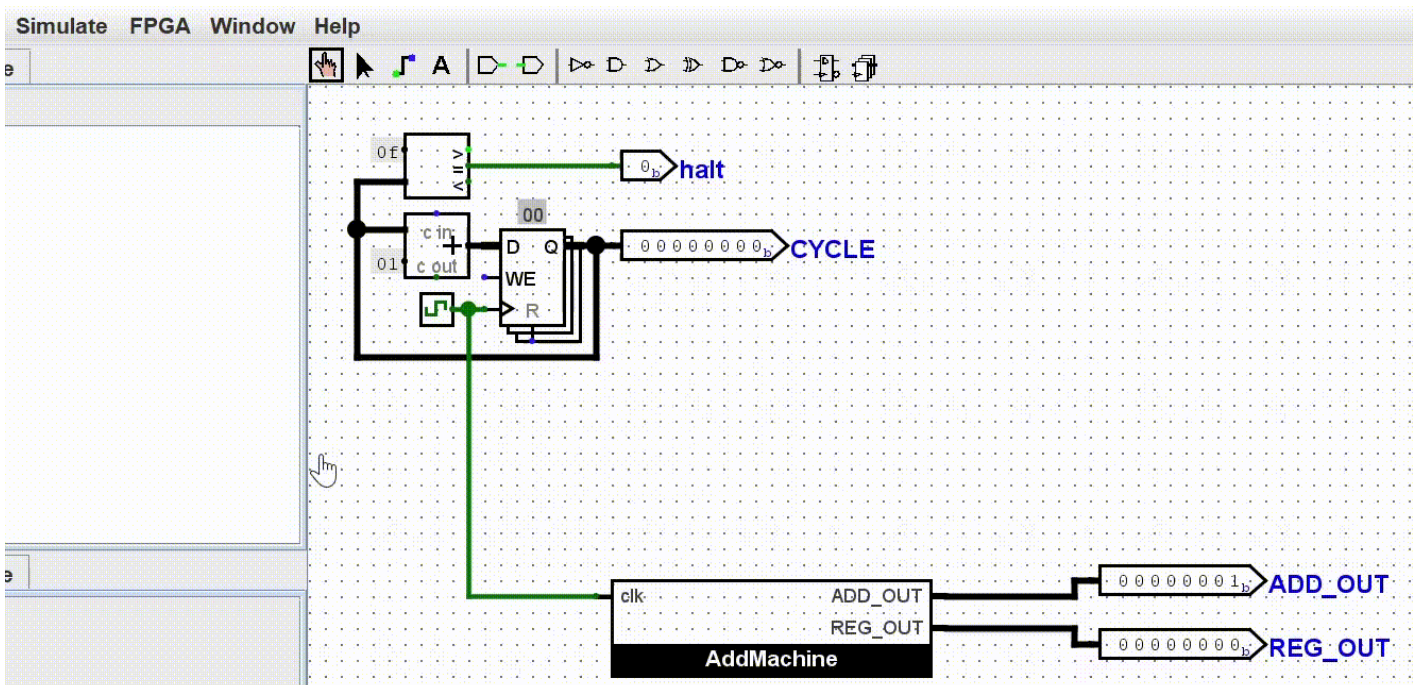 Simulate FPGA Window Help
e
A
0f > = < 0b halt
00
c in + D Q 00000000b CYCLE
01 c out WE
R
e
clk ADD_OUT 00000001b ADD_OUT
REG_OUT 00000000b REG_OUT
AddMachine